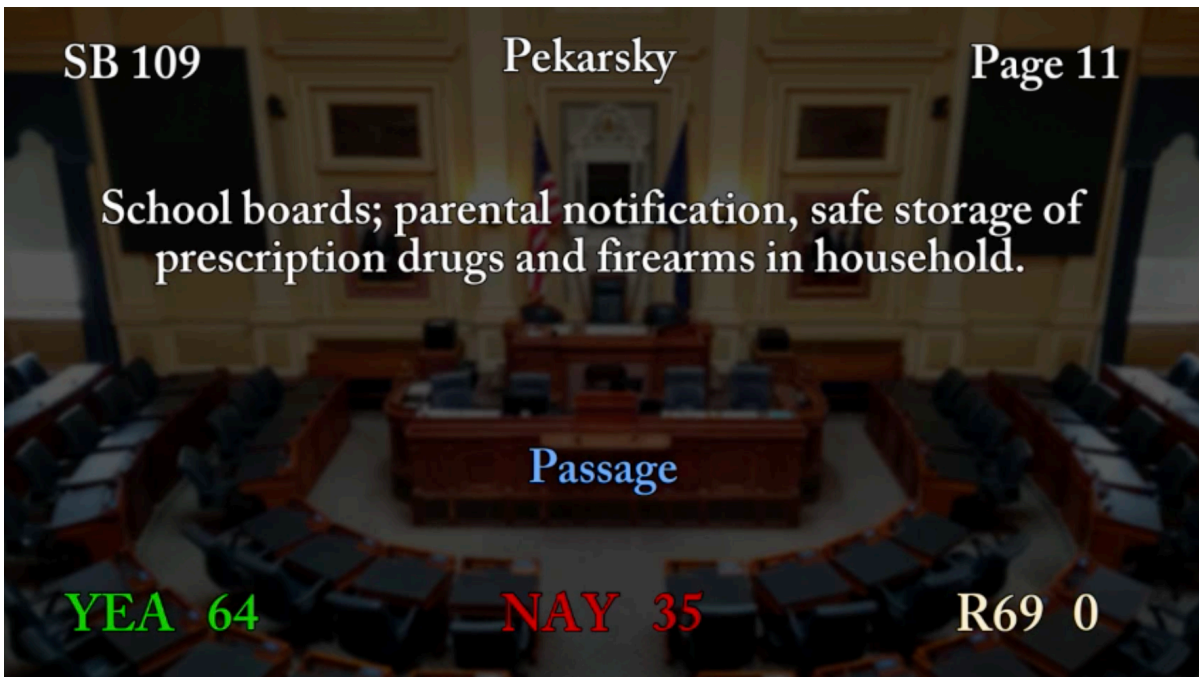 SB 109
Pekarsky
Page 11
School boards; parental notification, safe storage of
prescription drugs and firearms in household.
Passage
YEA 64
NAY 35
R69 0